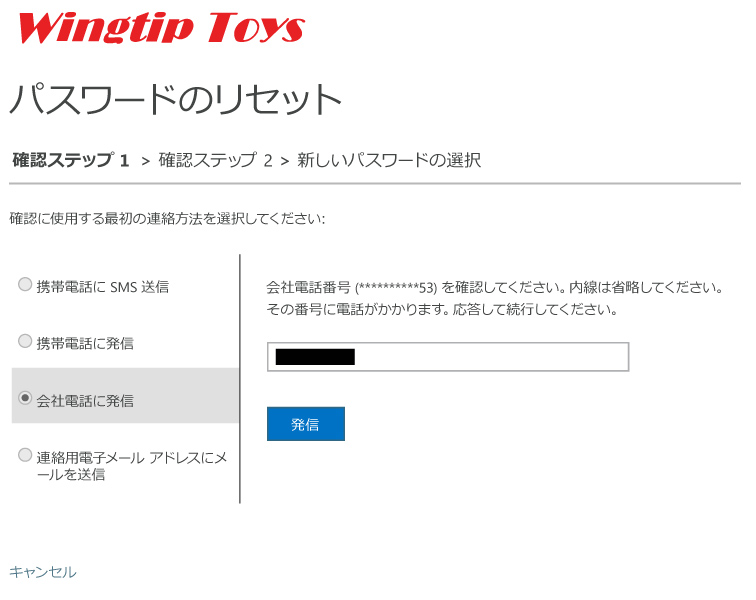 Wingtip Toys
パスワードのリセット
確認ステップ 1 > 確認ステップ 2 > 新しいパスワードの選択
確認に使用する最初の連絡方法を選択してください:
携帯電話に SMS 送信
携帯電話に発信
会社電話に発信
連絡用電子メール アドレスにメ
ールを送信
会社電話番号 (**********53) を確認してください。内線は省略してください。
その番号に電話がかかります。応答して続行してください。
発信
キャンセル